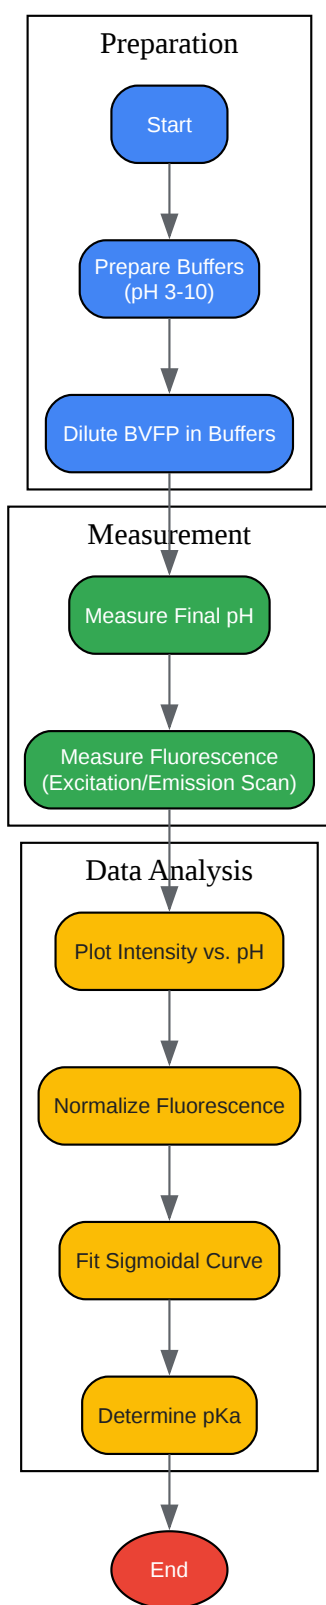 Preparation
Start
Prepare Buffers
(pH 3-10)
Dilute BVFP in Buffers
Measurement
Measure Final pH
Measure Fluorescence
(Excitation/Emission Scan)
Data Analysis
Plot Intensity vs. pH
Normalize Fluorescence
Fit Sigmoidal Curve
Determine pKa
End